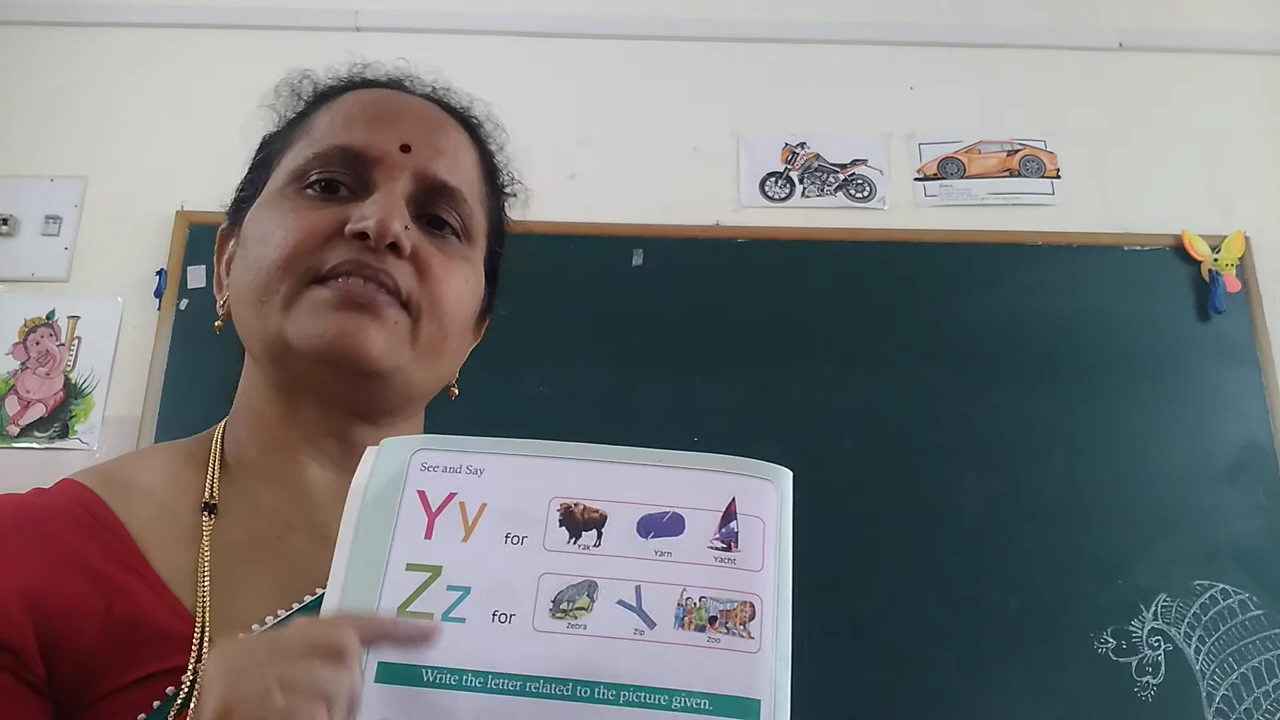 See and Say
Yy for
Yak Yarn Yacht
Zz for
Zebra Zip Zoo
Write the letter related to the picture given.